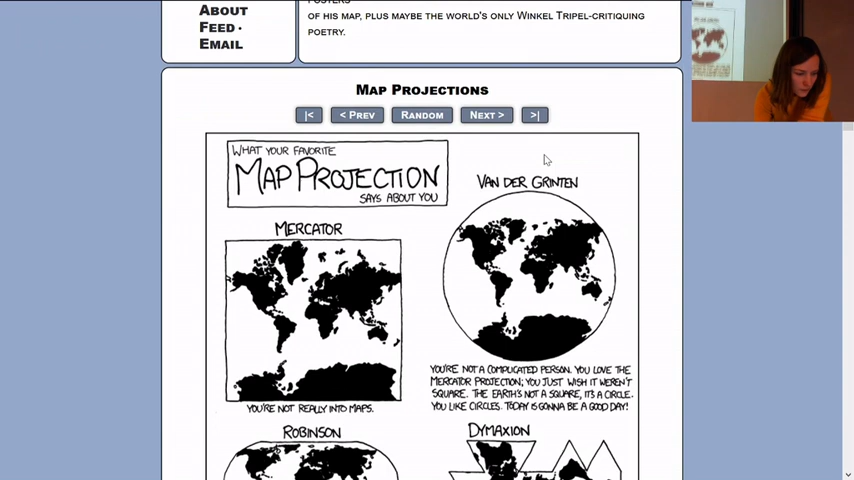 ABOUT
FEED ·
EMAIL
POSTERS
OF HIS MAP, PLUS MAYBE THE WORLD'S ONLY WINKEL TRIPEL-CRITIQUING
POETRY.
MAP PROJECTIONS
|< < PREV RANDOM NEXT > >|
WHAT YOUR FAVORITE
MAP PROJECTION
SAYS ABOUT YOU
MERCATOR
YOU'RE NOT REALLY INTO MAPS.
VAN DER GRINTEN
YOU'RE NOT A COMPLICATED PERSON. YOU LOVE THE
MERCATOR PROJECTION; YOU JUST WISH IT WEREN'T
SQUARE. THE EARTH'S NOT A SQUARE, IT'S A CIRCLE.
YOU LIKE CIRCLES. TODAY IS GONNA BE A GOOD DAY!
ROBINSON
DYMAXION